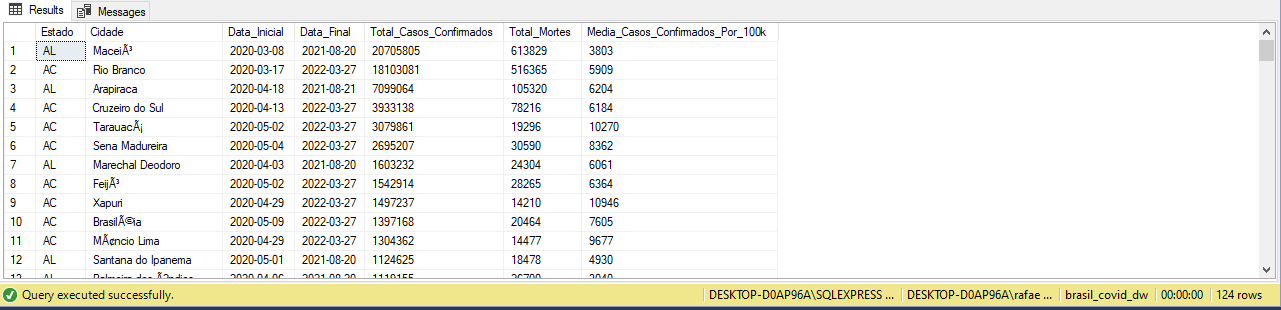 Results Messages
Estado Cidade Data_Inicial Data_Final Total_Casos_Confirmados Total_Mortes Media_Casos_Confirmados_Por_100k
1 AL MaceiÃ³ 2020-03-08 2021-08-20 20705805 613829 3803
2 AC Rio Branco 2020-03-17 2022-03-27 18103081 516365 5909
3 AL Arapiraca 2020-04-18 2021-08-21 7099064 105320 6204
4 AC Cruzeiro do Sul 2020-04-13 2022-03-27 3933138 78216 6184
5 AC TarauacÃ¡ 2020-05-02 2022-03-27 3079861 19296 10270
6 AC Sena Madureira 2020-05-04 2022-03-27 2695207 30590 8362
7 AL Marechal Deodoro 2020-04-03 2021-08-20 1603232 24304 6061
8 AC FeijÃ³ 2020-05-02 2022-03-27 1542914 28265 6364
9 AC Xapuri 2020-04-29 2022-03-27 1497237 14210 10946
10 AC BrasilÃ©ia 2020-05-09 2022-03-27 1397168 20464 7605
11 AC MÃ¢ncio Lima 2020-04-29 2022-03-27 1304362 14477 9677
12 AL Santana do Ipanema 2020-05-01 2021-08-20 1124625 18478 4930
Query executed successfully. DESKTOP-D0AP96A\SQLEXPRESS ... DESKTOP-D0AP96A\rafae ... brasil_covid_dw 00:00:00 124 rows